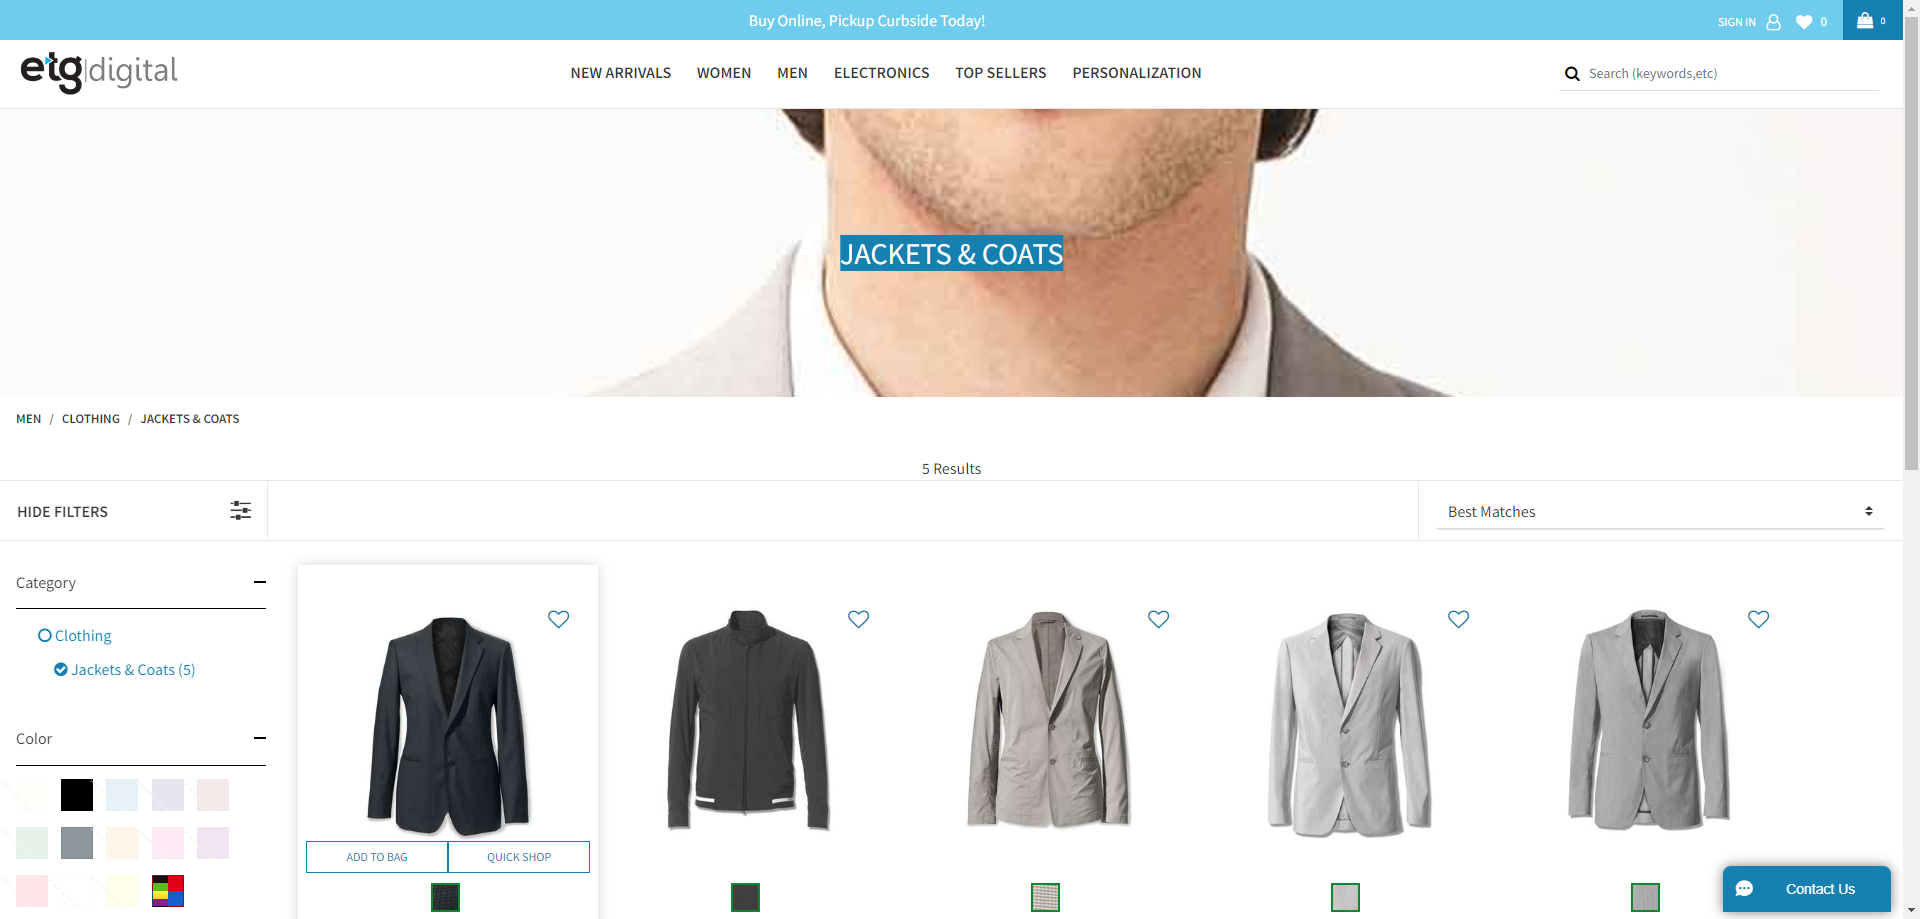 Buy Online, Pickup Curbside Today!
SIGN IN 0 0
etg|digital
NEW ARRIVALS WOMEN MEN ELECTRONICS TOP SELLERS PERSONALIZATION
Search (keywords,etc)
JACKETS & COATS
MEN / CLOTHING / JACKETS & COATS
5 Results
HIDE FILTERS
Best Matches
Category
Clothing
Jackets & Coats (5)
Color
ADD TO BAG QUICK SHOP
Contact Us